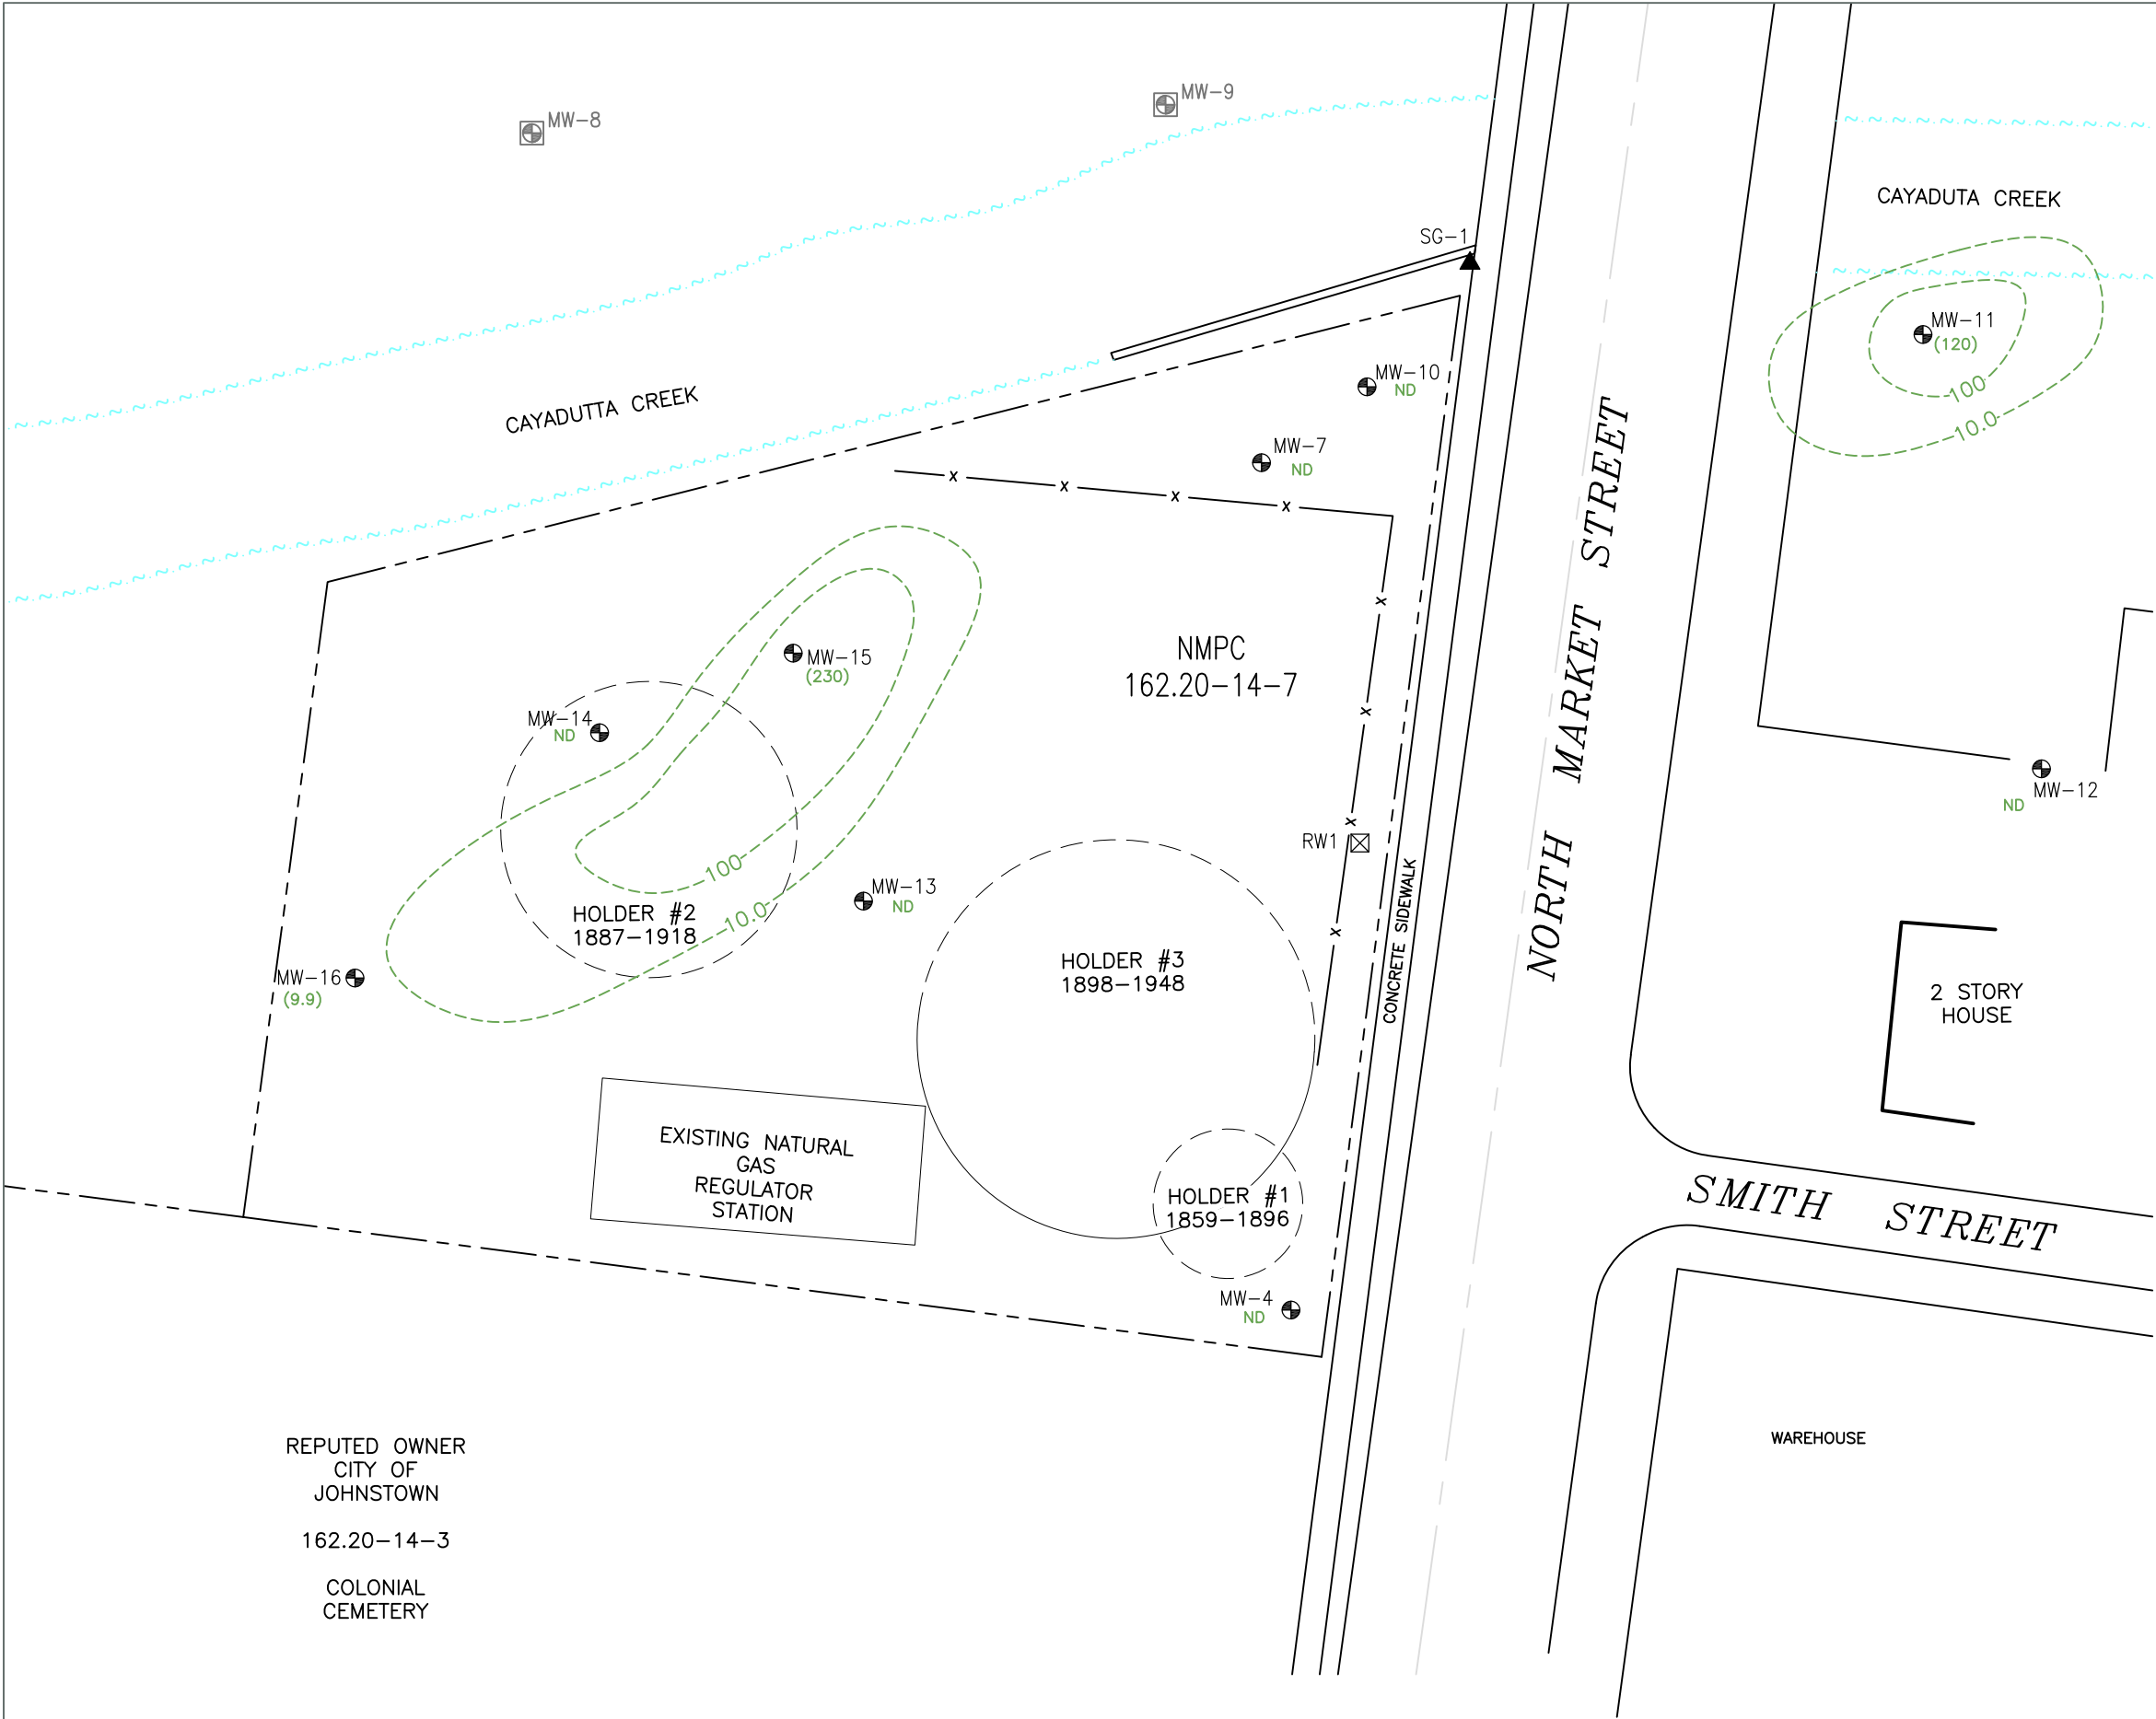 MW-8
MW-9
CAYADUTA CREEK
SG-1
MW-11
(120)
100
10.0
MW-10
ND
CAYADUTTA CREEK
MW-7
ND
NORTH MARKET STREET
NMPC
162.20-14-7
MW-15
(230)
MW-14
ND
MW-12
ND
RW1
100
10.0
MW-13
ND
HOLDER #2
1887-1918
CONCRETE SIDEWALK
HOLDER #3
1898-1948
MW-16
(9.9)
2 STORY
HOUSE
EXISTING NATURAL
GAS
REGULATOR
STATION
HOLDER #1
1859-1896
SMITH STREET
MW-4
ND
REPUTED OWNER
CITY OF
JOHNSTOWN
162.20-14-3
COLONIAL
CEMETERY
WAREHOUSE